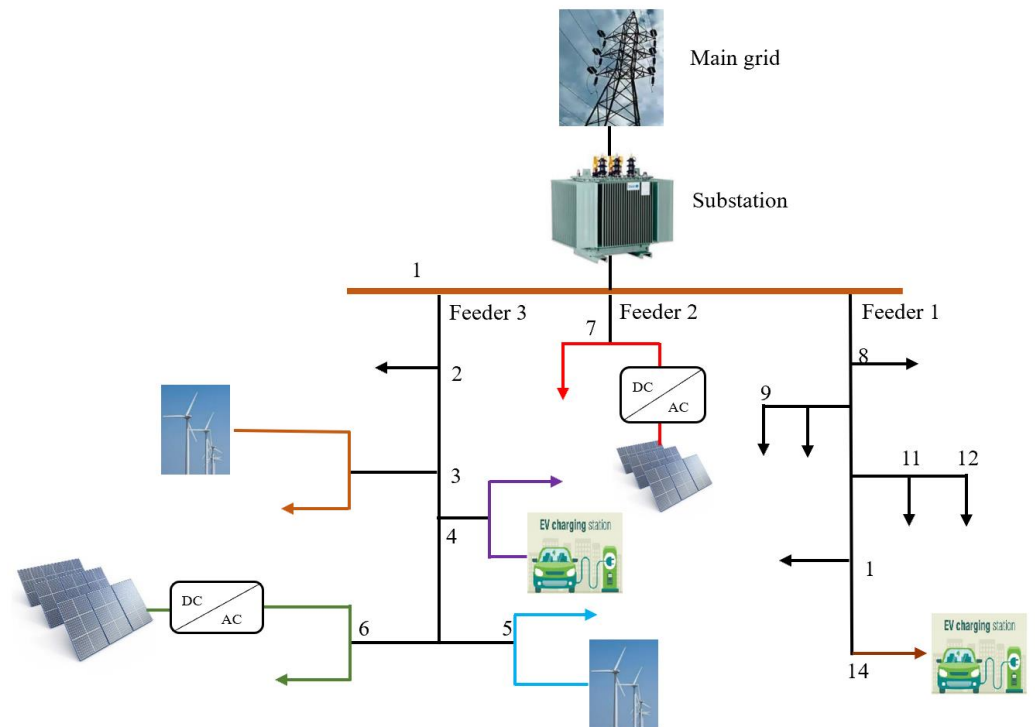 Main grid
Substation
1
Feeder 3
Feeder 2
Feeder 1
7
8
2
DC
AC
9
3
11
12
4
EV charging station
1
DC
AC
6
5
EV charging station
14